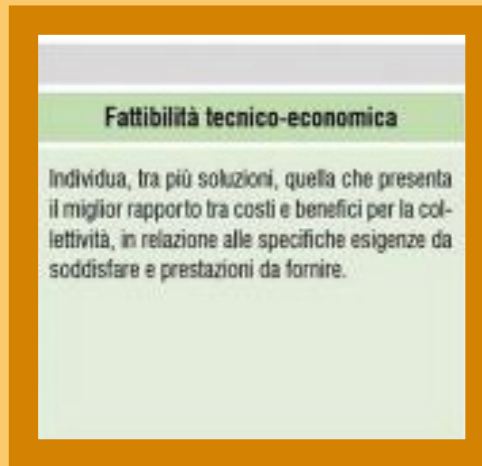 Fattibilità tecnico-economica
Individua, tra più soluzioni, quella che presenta
il miglior rapporto tra costi e benefici per la col-
lettività, in relazione alle specifiche esigenze da
soddisfare e prestazioni da fornire.